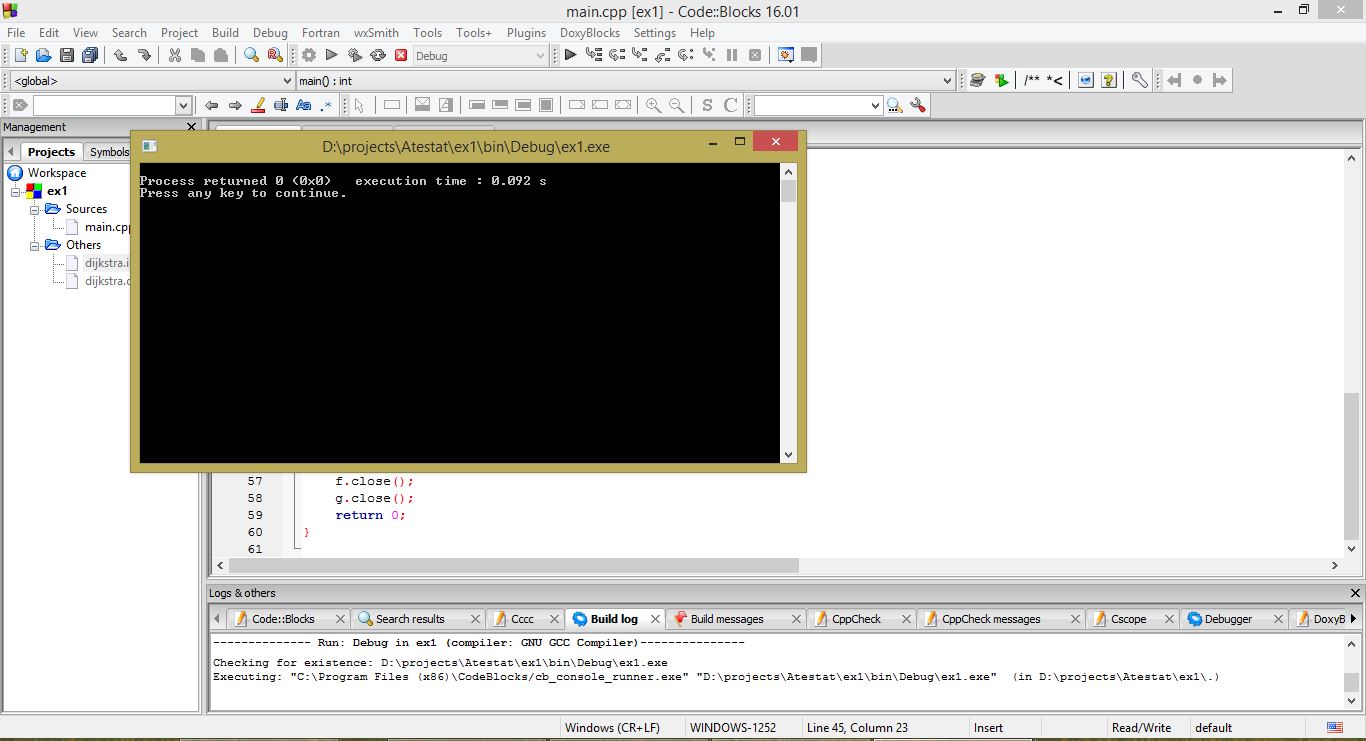 main.cpp [ex1] - Code::Blocks 16.01
File Edit View Search Project Build Debug Fortran wxSmith Tools Tools+ Plugins DoxyBlocks Settings Help
Debug
<global> main() : int
/** *<
Aa .*
S C
Management
Projects Symbols
D:\projects\Atestat\ex1\bin\Debug\ex1.exe
Process returned 0 (0x0)   execution time : 0.092 s
Press any key to continue.
Workspace
ex1
Sources
main.cpp
Others
dijkstra.i
dijkstra.
57 f.close();
58 g.close();
59 return 0;
60 }
61
Logs & others
Code::Blocks Search results Cccc Build log Build messages CppCheck CppCheck messages Cscope Debugger DoxyB
-------------- Run: Debug in ex1 (compiler: GNU GCC Compiler)---------------
Checking for existence: D:\projects\Atestat\ex1\bin\Debug\ex1.exe
Executing: "C:\Program Files (x86)\CodeBlocks/cb_console_runner.exe" "D:\projects\Atestat\ex1\bin\Debug\ex1.exe"  (in D:\projects\Atestat\ex1\.)
Windows (CR+LF) WINDOWS-1252 Line 45, Column 23 Insert Read/Write default